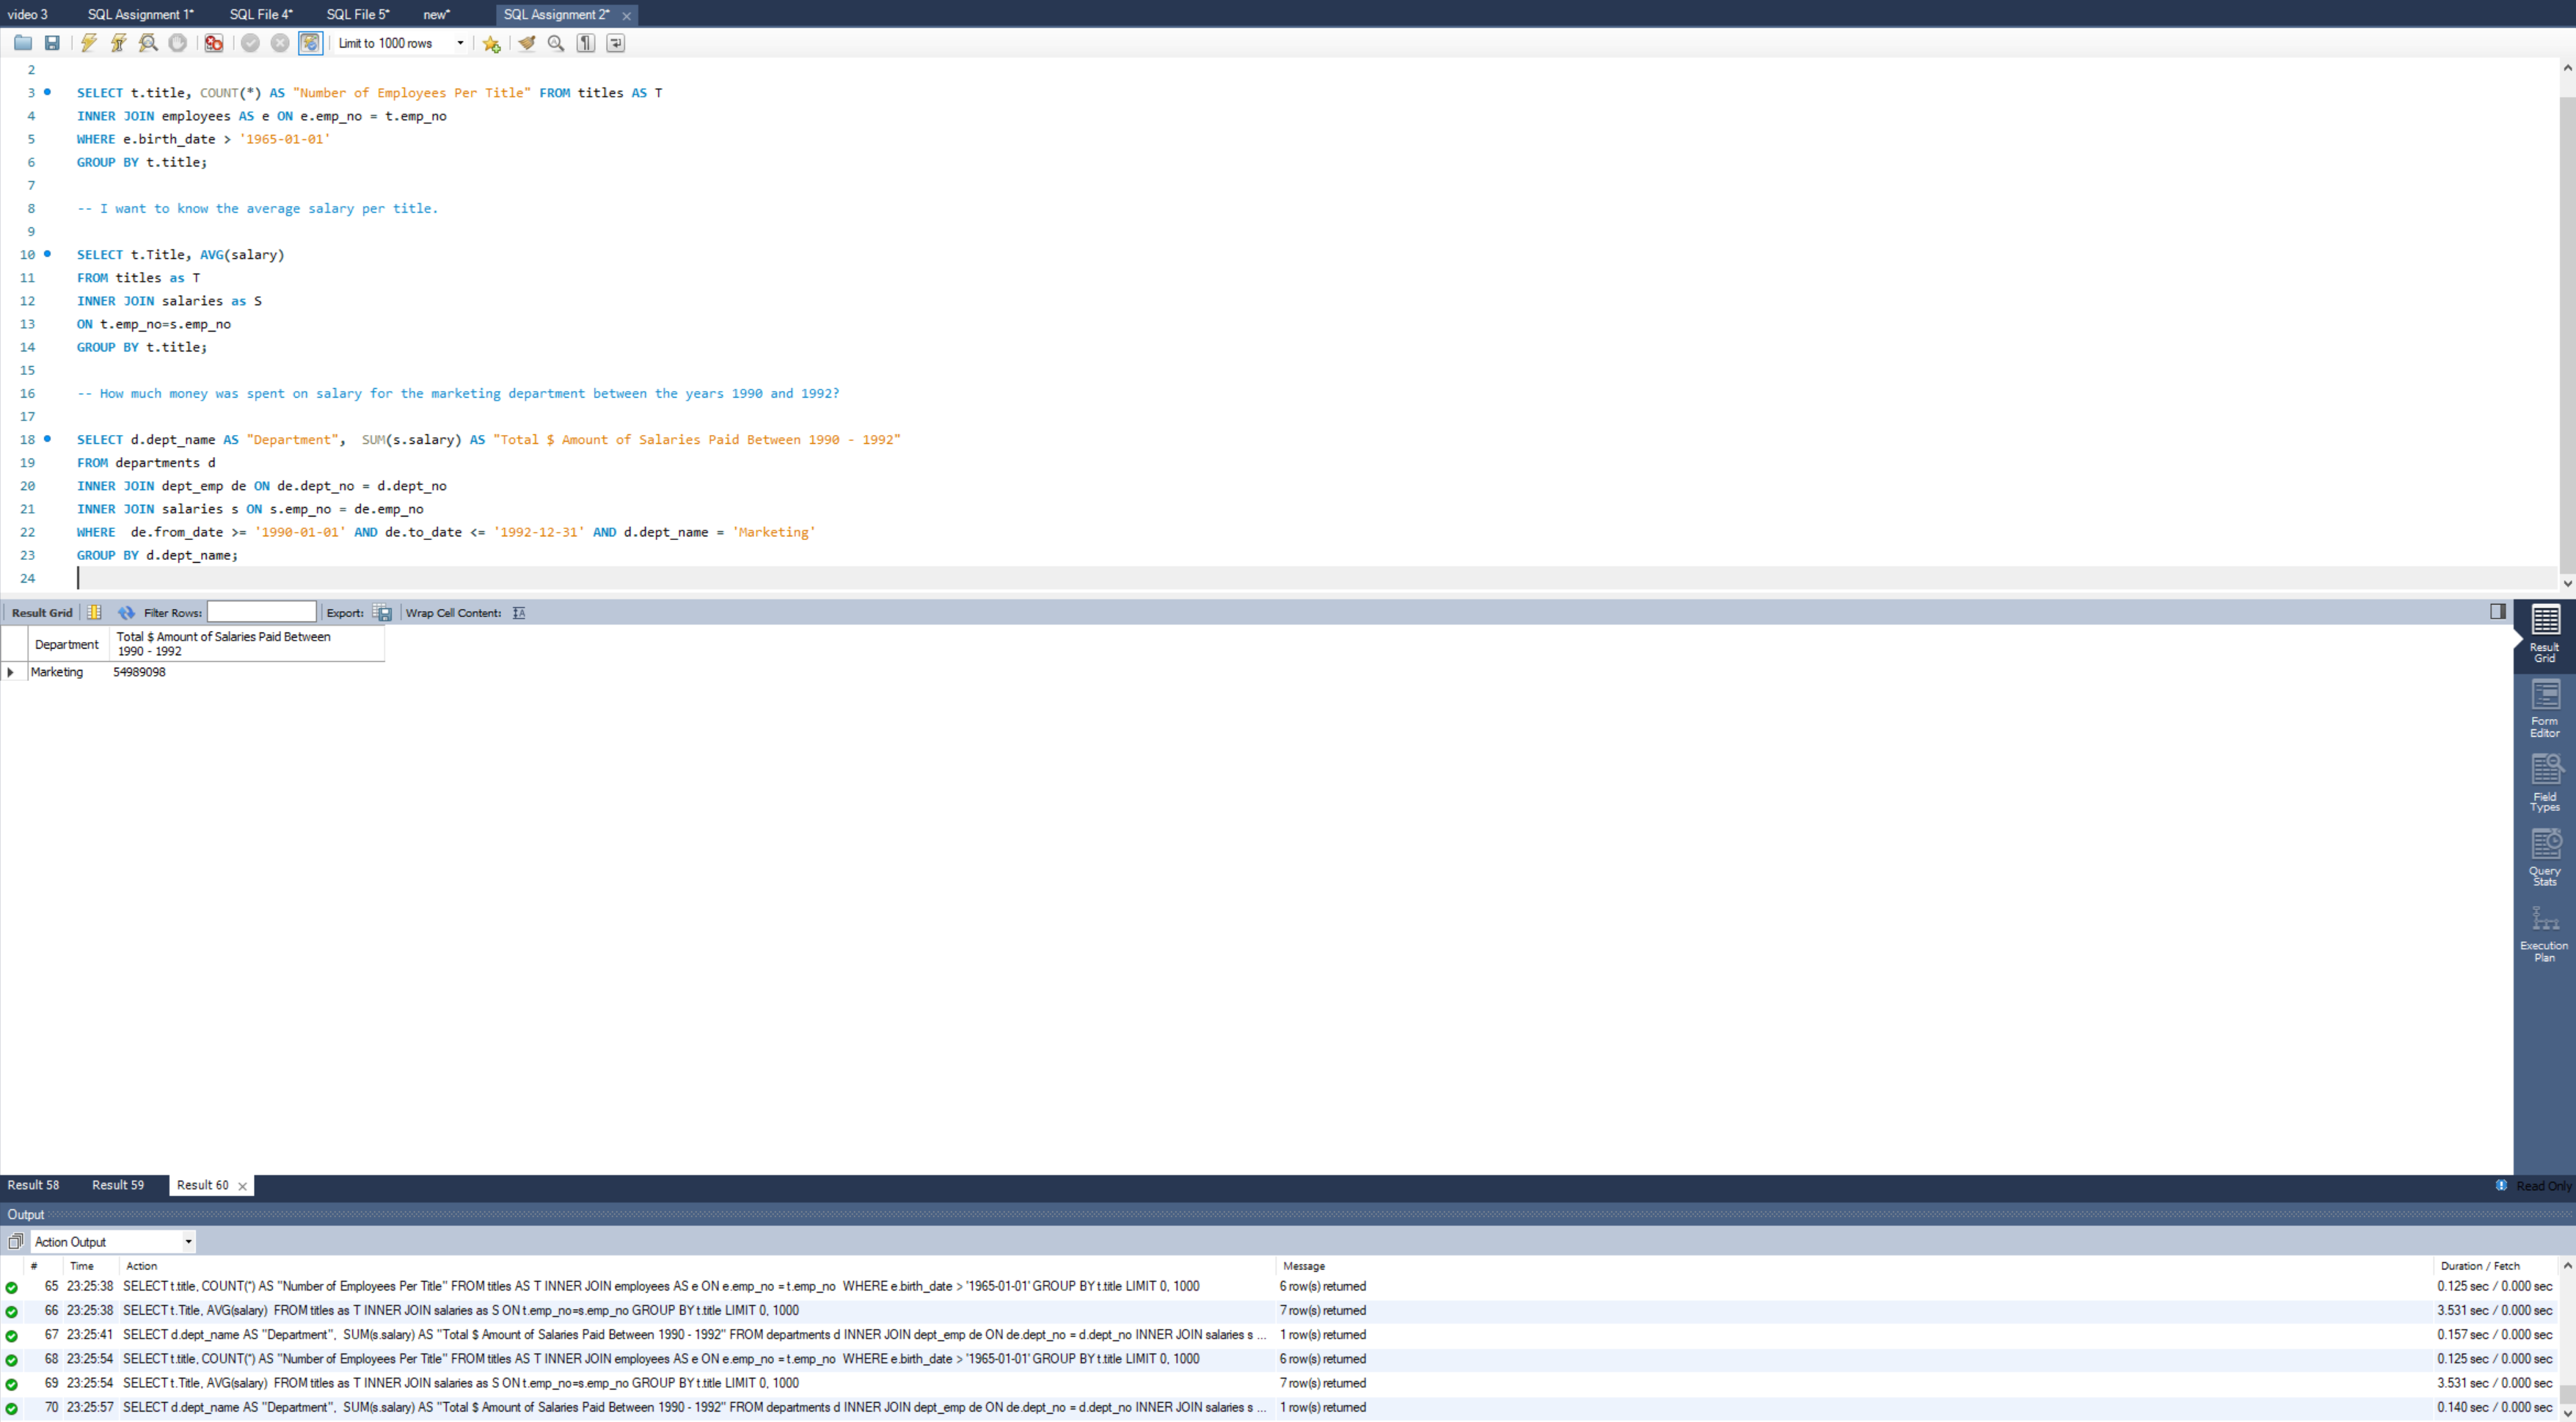 video 3 SQL Assignment 1* SQL File 4* SQL File 5* new* SQL Assignment 2*
Limit to 1000 rows
2
3 SELECT t.title, COUNT(*) AS "Number of Employees Per Title" FROM titles AS T
4 INNER JOIN employees AS e ON e.emp_no = t.emp_no
5 WHERE e.birth_date > '1965-01-01'
6 GROUP BY t.title;
7
8 -- I want to know the average salary per title.
9
10 SELECT t.Title, AVG(salary)
11 FROM titles as T
12 INNER JOIN salaries as S
13 ON t.emp_no=s.emp_no
14 GROUP BY t.title;
15
16 -- How much money was spent on salary for the marketing department between the years 1990 and 1992?
17
18 SELECT d.dept_name AS "Department",  SUM(s.salary) AS "Total $ Amount of Salaries Paid Between 1990 - 1992"
19 FROM departments d
20 INNER JOIN dept_emp de ON de.dept_no = d.dept_no
21 INNER JOIN salaries s ON s.emp_no = de.emp_no
22 WHERE  de.from_date >= '1990-01-01' AND de.to_date <= '1992-12-31' AND d.dept_name = 'Marketing'
23 GROUP BY d.dept_name;
24
Result Grid Filter Rows: Export: Wrap Cell Content:
Department Total $ Amount of Salaries Paid Between
1990 - 1992
Marketing 54989098
Result
Grid
Form
Editor
Field
Types
Query
Stats
Execution
Plan
Result 58 Result 59 Result 60 Read Only
Output
Action Output
# Time Action Message Duration / Fetch
65 23:25:38 SELECT t.title, COUNT(*) AS "Number of Employees Per Title" FROM titles AS T INNER JOIN employees AS e ON e.emp_no = t.emp_no  WHERE e.birth_date > '1965-01-01' GROUP BY t.title LIMIT 0, 1000 6 row(s) returned 0.125 sec / 0.000 sec
66 23:25:38 SELECT t.Title, AVG(salary)  FROM titles as T INNER JOIN salaries as S ON t.emp_no=s.emp_no GROUP BY t.title LIMIT 0, 1000 7 row(s) returned 3.531 sec / 0.000 sec
67 23:25:41 SELECT d.dept_name AS "Department",  SUM(s.salary) AS "Total $ Amount of Salaries Paid Between 1990 - 1992" FROM departments d INNER JOIN dept_emp de ON de.dept_no = d.dept_no INNER JOIN salaries s ... 1 row(s) returned 0.157 sec / 0.000 sec
68 23:25:54 SELECT t.title, COUNT(*) AS "Number of Employees Per Title" FROM titles AS T INNER JOIN employees AS e ON e.emp_no = t.emp_no  WHERE e.birth_date > '1965-01-01' GROUP BY t.title LIMIT 0, 1000 6 row(s) returned 0.125 sec / 0.000 sec
69 23:25:54 SELECT t.Title, AVG(salary)  FROM titles as T INNER JOIN salaries as S ON t.emp_no=s.emp_no GROUP BY t.title LIMIT 0, 1000 7 row(s) returned 3.531 sec / 0.000 sec
70 23:25:57 SELECT d.dept_name AS "Department",  SUM(s.salary) AS "Total $ Amount of Salaries Paid Between 1990 - 1992" FROM departments d INNER JOIN dept_emp de ON de.dept_no = d.dept_no INNER JOIN salaries s ... 1 row(s) returned 0.140 sec / 0.000 sec